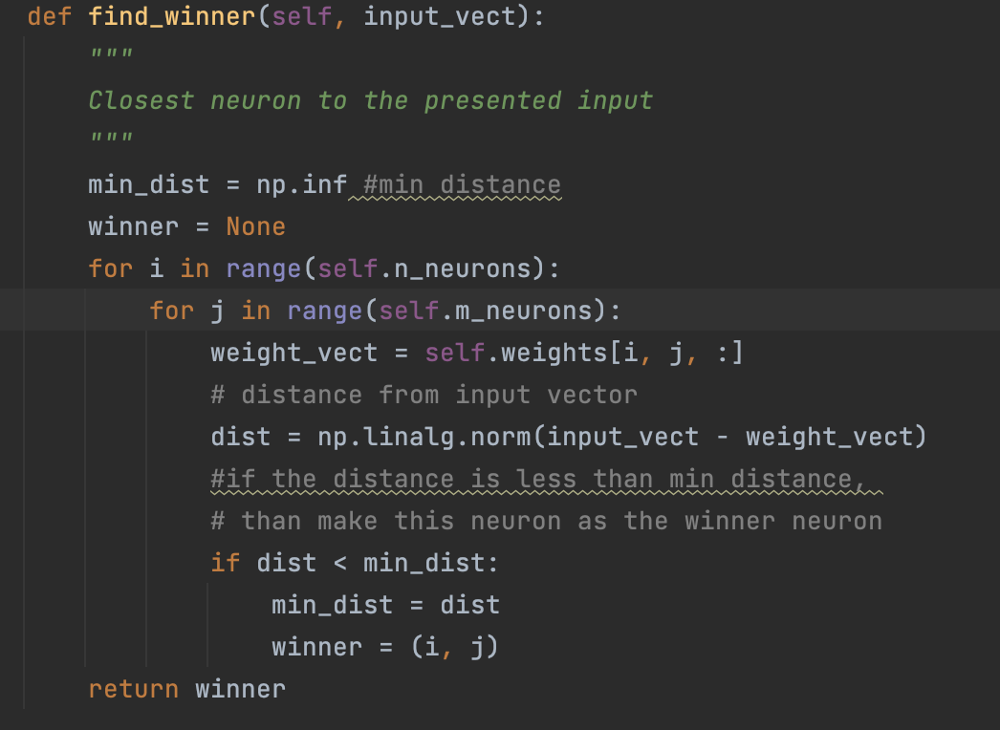 def find_winner(self, input_vect):
    """
    Closest neuron to the presented input
    """
    min_dist = np.inf #min distance
    winner = None
    for i in range(self.n_neurons):
        for j in range(self.m_neurons):
            weight_vect = self.weights[i, j, :]
            # distance from input vector
            dist = np.linalg.norm(input_vect - weight_vect)
            #if the distance is less than min distance,
            # than make this neuron as the winner neuron
            if dist < min_dist:
                min_dist = dist
                winner = (i, j)
    return winner